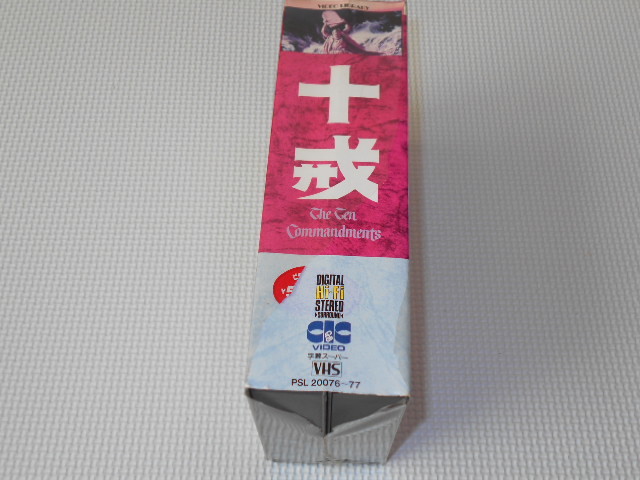 十戒
The Ten
Commandments
DIGITAL
Hi-Fi
STEREO
▶SURROUND◀
CIC
VIDEO
字幕スーパー
VHS
PSL 20076~77